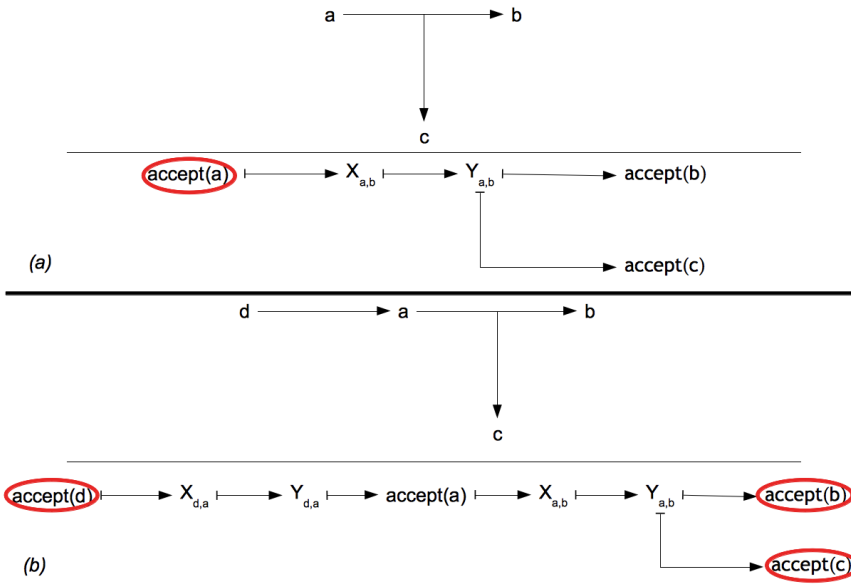 a b
c
accept(a) X a,b Y a,b accept(b)
(a) accept(c)
d a b
c
accept(d) X d,a Y d,a accept(a) X a,b Y a,b accept(b)
(b) accept(c)